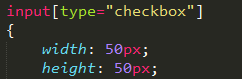 input[type="checkbox"]
{
width: 50px;
height: 50px;